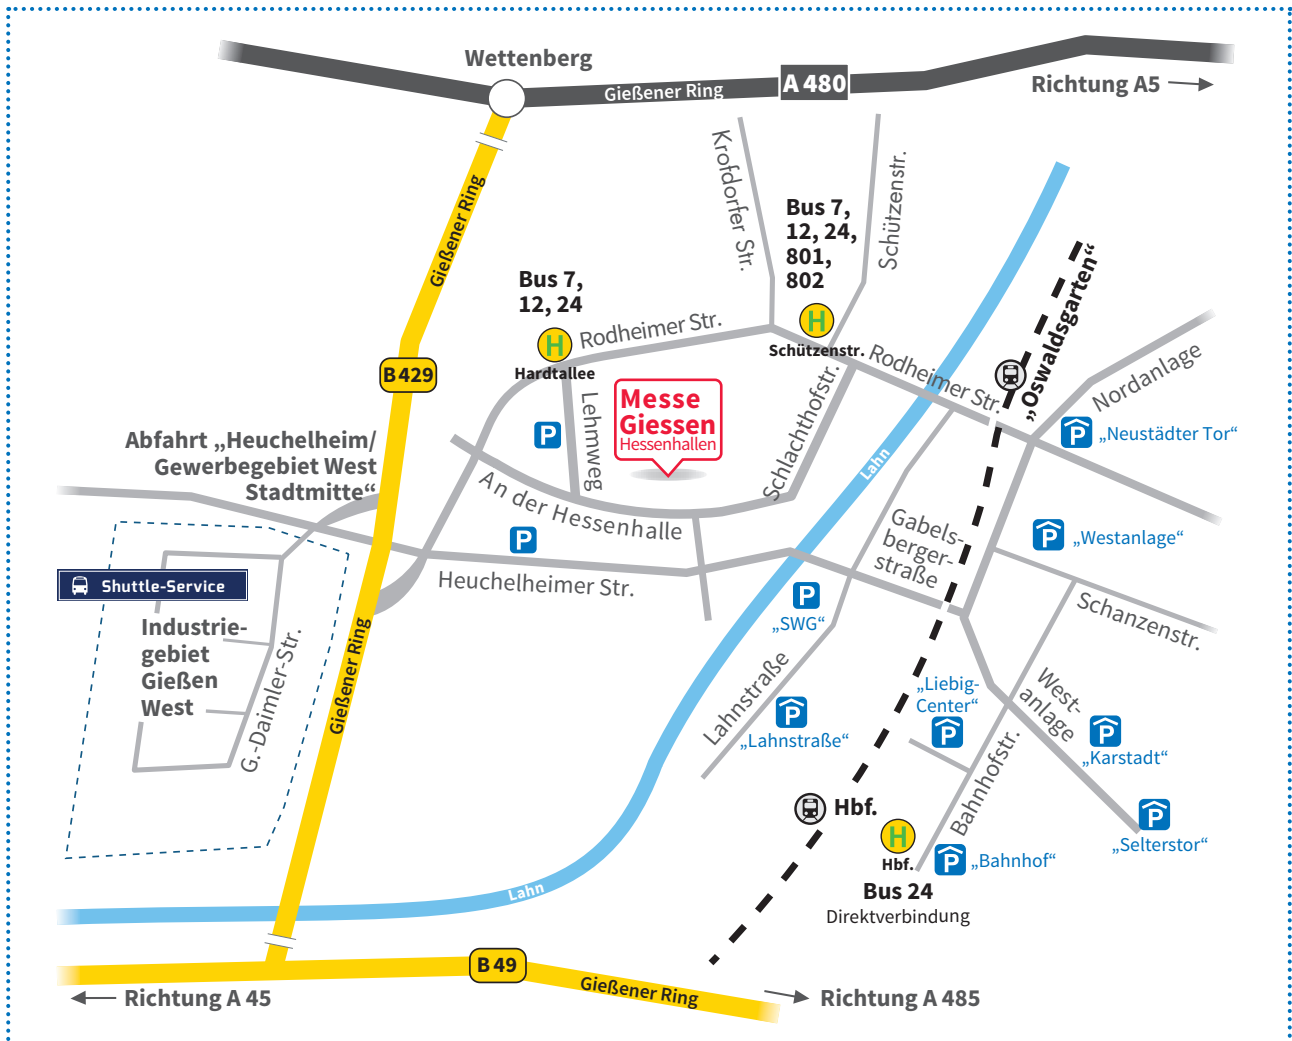 Wettenberg
Gießener Ring
A 480
Richtung A5
Gießener Ring
Krofdorfer Str.
Schützenstr.
Bus 7,
12, 24,
801,
802
H
Schützenstr.
Bus 7,
12, 24
H
Hardtallee
Rodheimer Str.
Rodheimer Str.
„Oswaldsgarten“
Nordanlage
P
„Neustädter Tor“
B 429
Messe
Giessen
Hessenhallen
P
Lehmweg
Schlachthofstr.
Lahn
Abfahrt „Heuchelheim/
Gewerbegebiet West
Stadtmitte“
An der Hessenhalle
P
Heuchelheimer Str.
Gabels-
berger-
straße
P
„Westanlage“
Schanzenstr.
Shuttle-Service
Industrie-
gebiet
Gießen
West
G.-Daimler-Str.
Gießener Ring
P
„SWG“
Lahnstraße
P
„Lahnstraße“
„Liebig-
Center“
P
West-
anlage
P
„Karstadt“
Bahnhofstr.
P
„Selterstor“
Hbf.
H
Hbf.
P
„Bahnhof“
Bus 24
Direktverbindung
Lahn
B 49
Gießener Ring
Richtung A 45
Richtung A 485